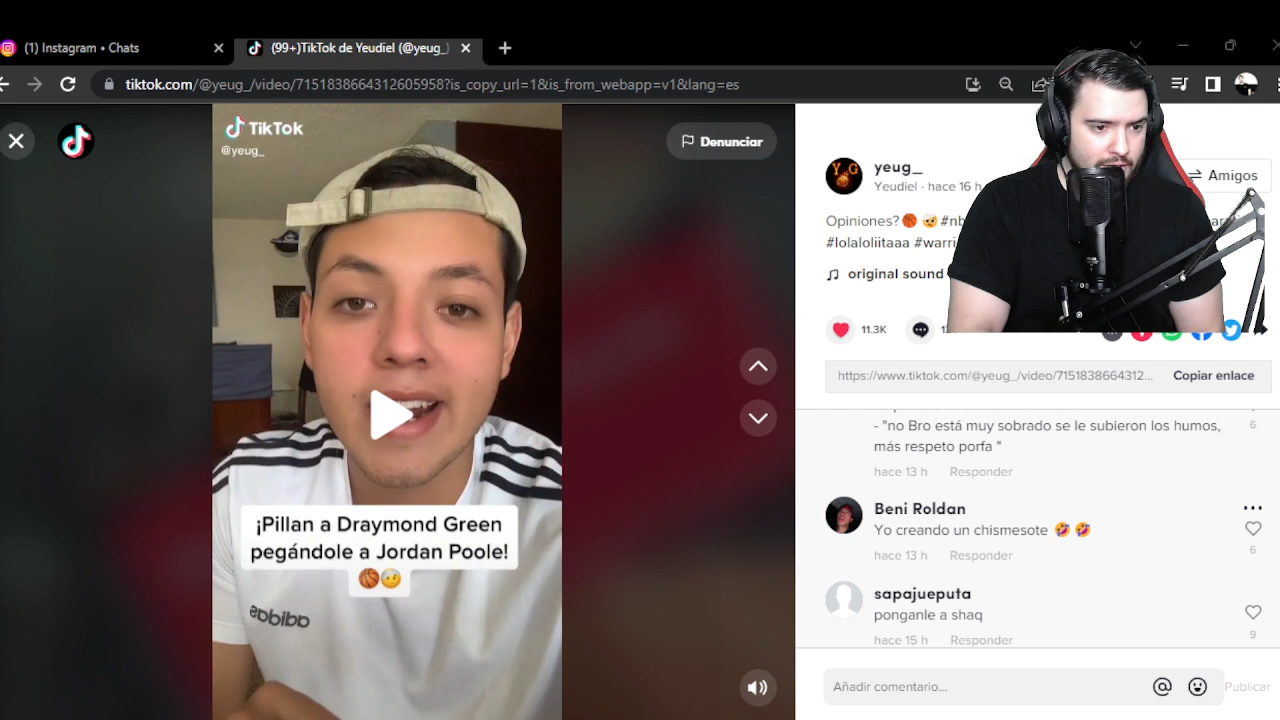 (1) Instagram • Chats
(99+)TikTok de Yeudiel (@yeug_)
tiktok.com/@yeug_/video/7151838664312605958?is_copy_url=1&is_from_webapp=v1&lang=es
TikTok
@yeug_
Denunciar
¡Pillan a Draymond Green
pegándole a Jordan Poole!
adidas
yeug_
Yeudiel · hace 16 h
Amigos
Opiniones?🏀 🤕 #nb
#lolaloliitaaa #warri
original sound
11.3K
https://www.tiktok.com/@yeug_/video/7151838664312...
Copiar enlace
- "no Bro está muy sobrado se le subieron los humos,
más respeto porfa "
6
hace 13 h Responder
Beni Roldan
Yo creando un chismesote 🤣 🤣
6
hace 13 h Responder
sapajueputa
ponganle a shaq
9
hace 15 h Responder
Añadir comentario...
Publicar